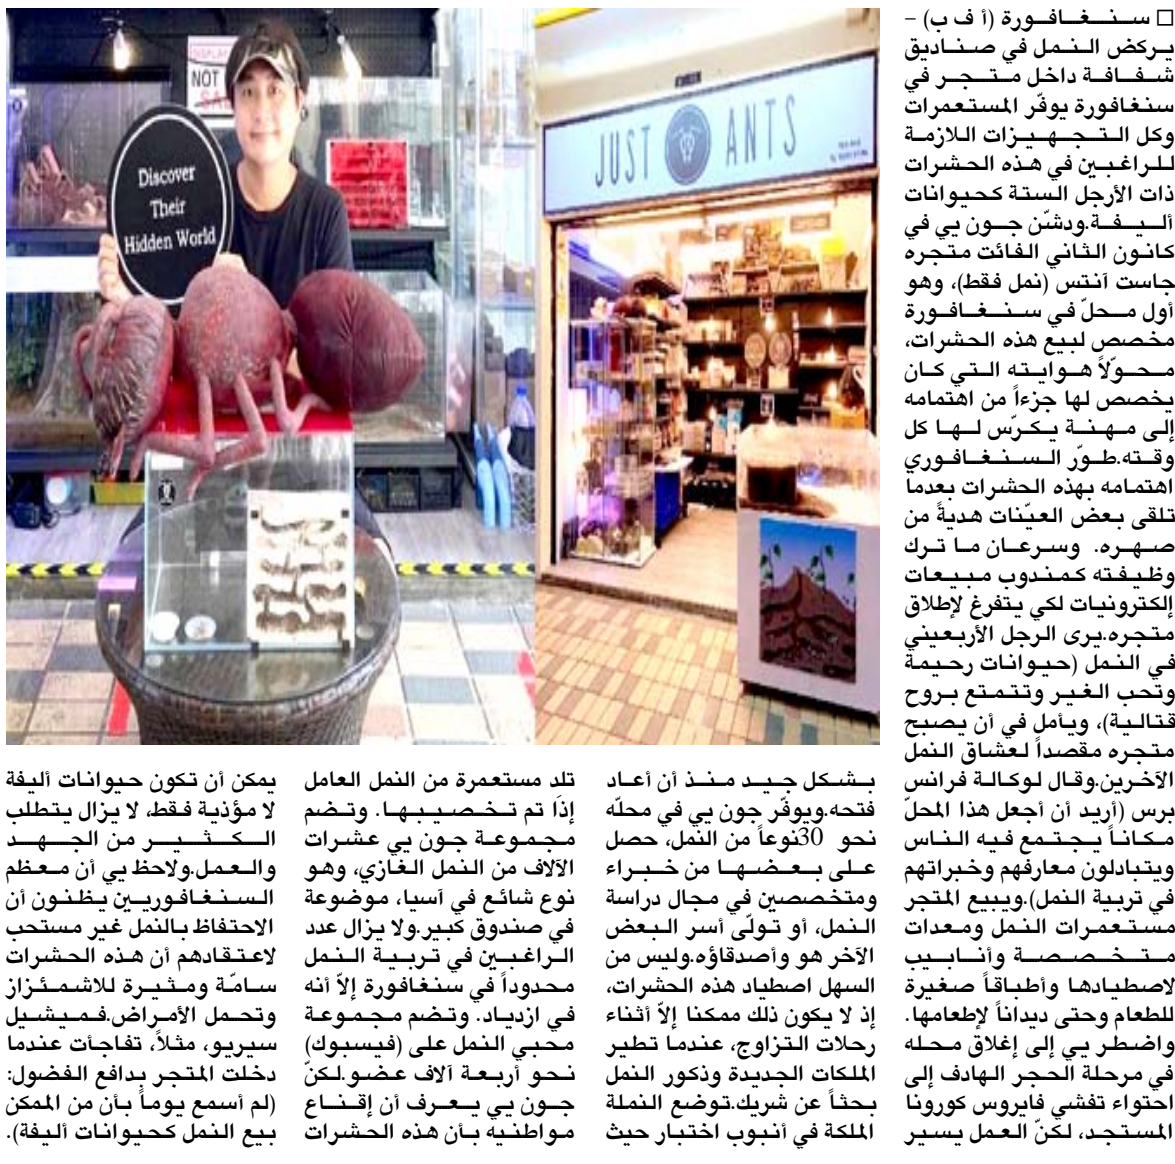 □ سنغافورة (أ ف ب) –
يركض النمل في صناديق
شفافة داخل متجر في
سنغافورة يوفّر المستعمرات
وكل التجهيزات اللازمة
للراغبين في هذه الحشرات
ذات الأرجل الستة كحيوانات
أليفة.ودشّن جون يي في
كانون الثاني الفائت متجره
جاست آنتس (نمل فقط)، وهو
أول محلّ في سنغافورة
مخصص لبيع هذه الحشرات،
محوّلاً هوايته التي كان
يخصص لها جزءاً من اهتمامه
إلى مهنة يكرّس لها كل
وقته.طوّر السنغافوري
اهتمامه بهذه الحشرات بعدما
تلقى بعض العيّنات هديةً من
صهره. وسرعان ما ترك
وظيفته كمندوب مبيعات
إلكترونيات لكي يتفرغ لإطلاق
متجره.يرى الرجل الأربعيني
في النمل (حيوانات رحيمة
وتحب الغير وتتمتع بروح
قتالية)، ويأمل في أن يصبح
متجره مقصداً لعشاق النمل
الآخرين.وقال لوكالة فرانس
برس (أريد أن أجعل هذا المحلّ
مكاناً يجتمع فيه الناس
ويتبادلون معارفهم وخبراتهم
في تربية النمل).ويبيع المتجر
مستعمرات النمل ومعدات
متخصصة وأنابيب
لاصطيادها وأطباقاً صغيرة
للطعام وحتى ديداناً لإطعامها.
واضطر يي إلى إغلاق محله
في مرحلة الحجر الهادف إلى
احتواء تفشي فايروس كورونا
المستجد، لكنّ العمل يسير
بشكل جيد منذ أن أعاد
فتحه.ويوفّر جون يي في محلّه
نحو 30نوعاً من النمل، حصل
على بعضها من خبراء
ومتخصصين في مجال دراسة
النمل، أو تولّى أسر البعض
الآخر هو وأصدقاؤه.وليس من
السهل اصطياد هذه الحشرات،
إذ لا يكون ذلك ممكنا إلاّ أثناء
رحلات التزاوج، عندما تطير
الملكات الجديدة وذكور النمل
بحثاً عن شريك.توضع النملة
الملكة في أنبوب اختبار حيث
تلد مستعمرة من النمل العامل
إذا تم تخصيبها. وتضم
مجموعة جون يي عشرات
الآلاف من النمل الغازي، وهو
نوع شائع في آسيا، موضوعة
في صندوق كبير.ولا يزال عدد
الراغبين في تربية النمل
محدوداً في سنغافورة إلاّ أنه
في ازدياد. وتضم مجموعة
محبي النمل على (فيسبوك)
نحو أربعة آلاف عضو.لكنّ
جون يي يعرف أن إقناع
مواطنيه بأن هذه الحشرات
يمكن أن تكون حيوانات أليفة
لا مؤذية فقط، لا يزال يتطلب
الكثير من الجهد
والعمل.ولاحظ يي أن معظم
السنغافوريين يظنون أن
الاحتفاظ بالنمل غير مستحب
لاعتقادهم أن هذه الحشرات
سامّة ومثيرة للاشمئزاز
وتحمل الأمراض.فميشيل
سيريو، مثلاً، تفاجأت عندما
دخلت المتجر بدافع الفضول:
(لم أسمع يوماً بأن من الممكن
بيع النمل كحيوانات أليفة).
NOT
Discover
Their
Hidden World
JUST ANTS